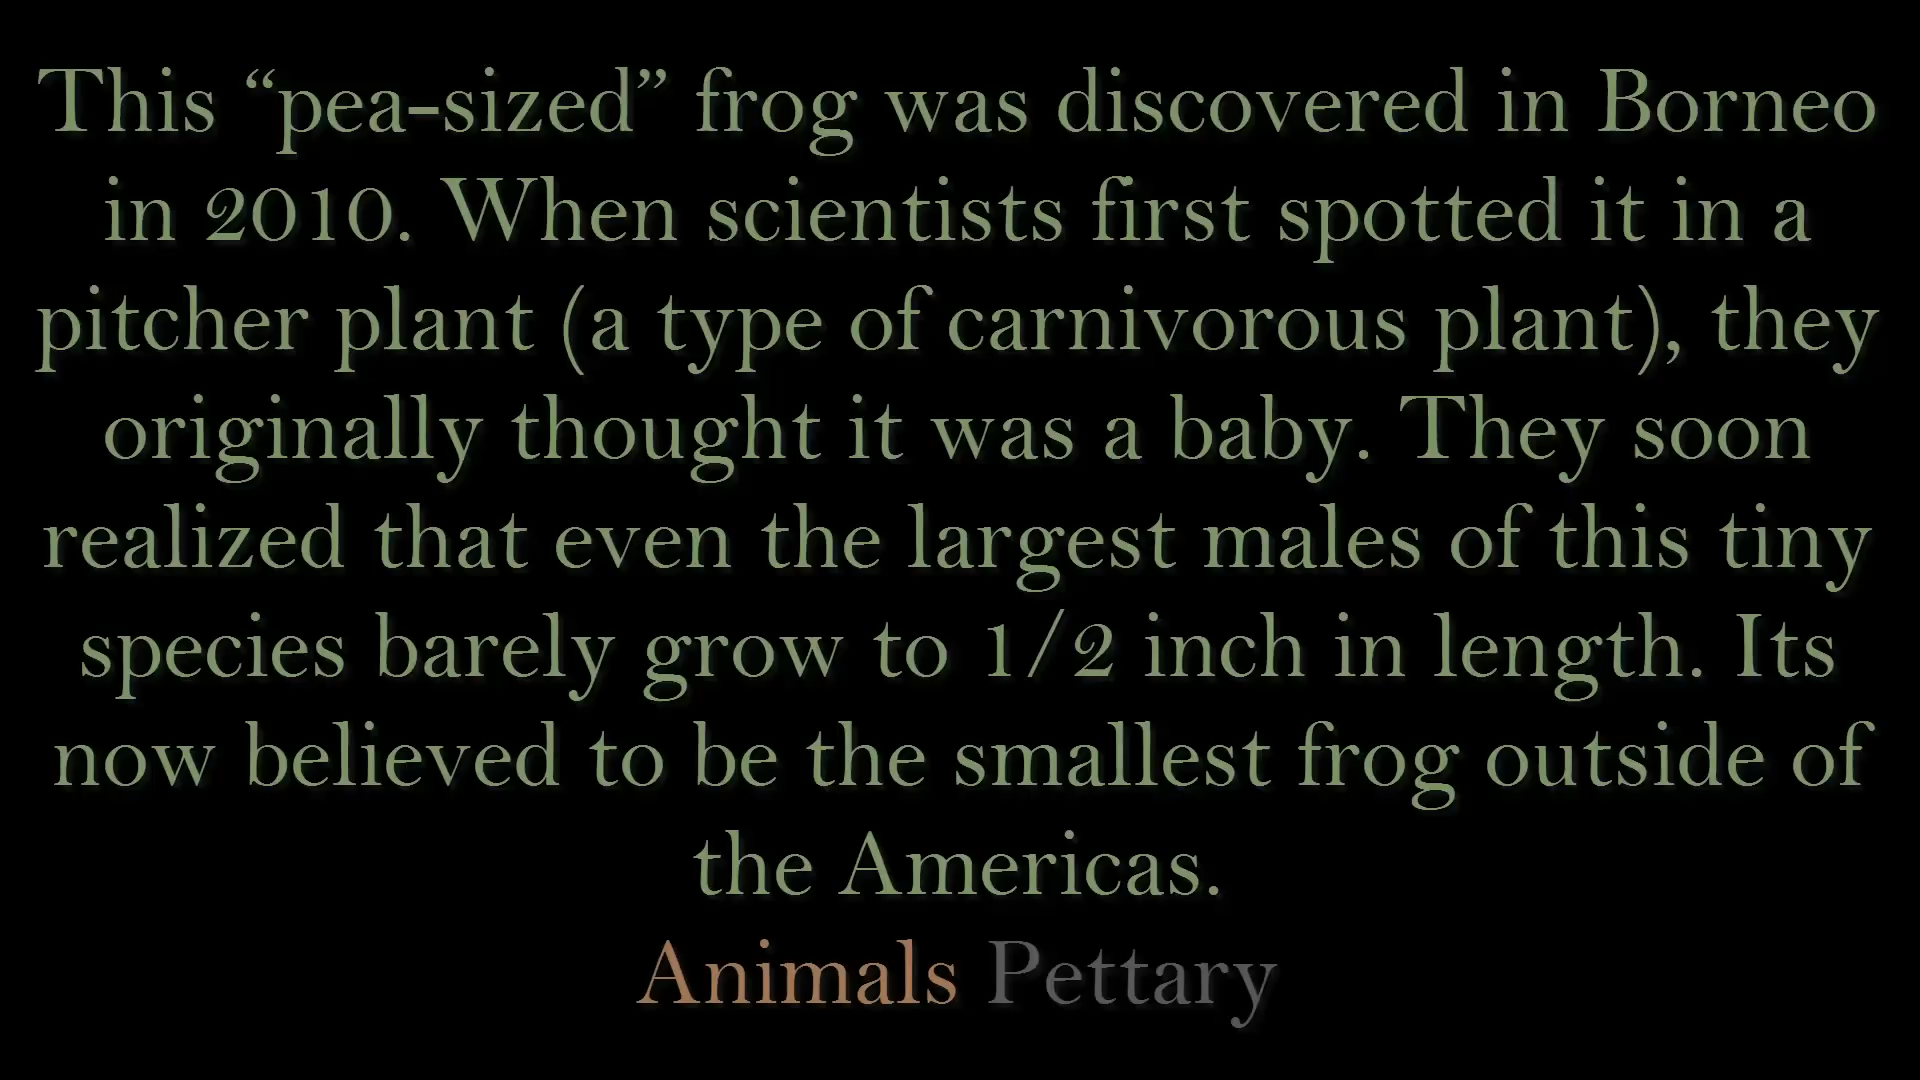 This “pea-sized” frog was discovered in Borneo
in 2010. When scientists first spotted it in a
pitcher plant (a type of carnivorous plant), they
originally thought it was a baby. They soon
realized that even the largest males of this tiny
species barely grow to 1/2 inch in length. Its
now believed to be the smallest frog outside of
the Americas.
Animals Pettary